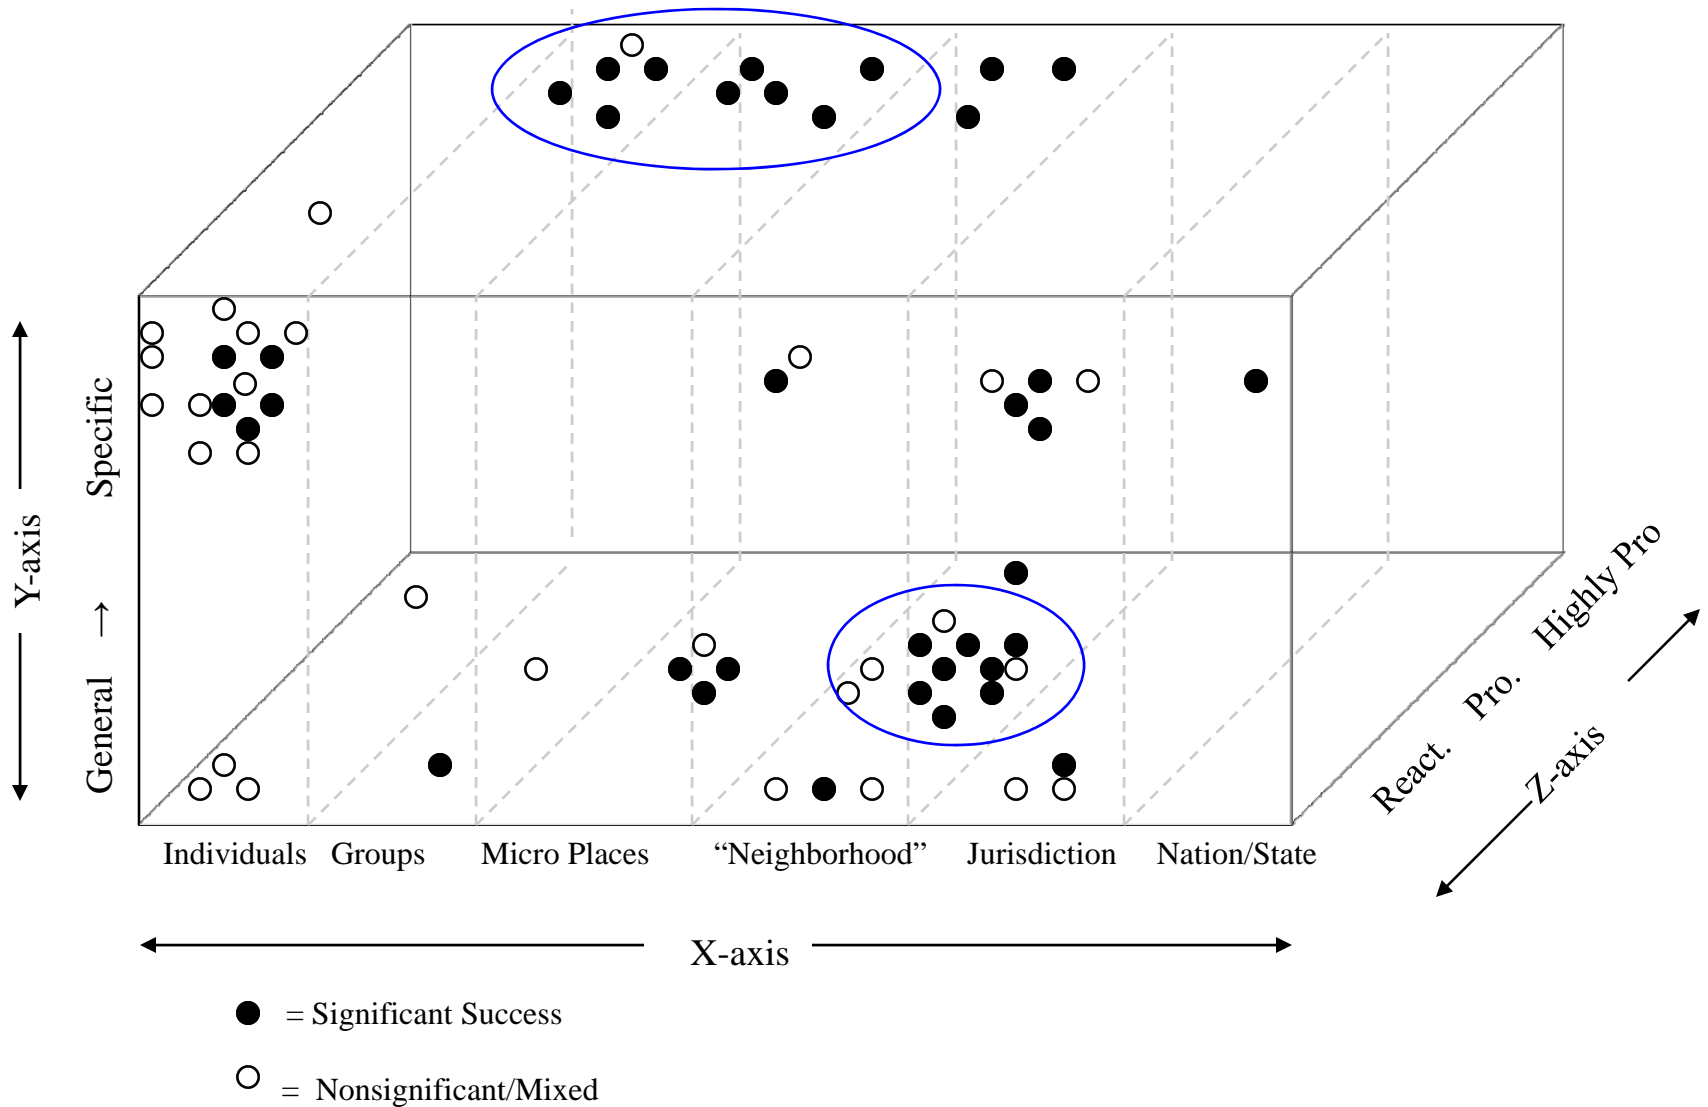 Specific
Y-axis
General →
Highly Pro
Pro.
React.
Z-axis
Individuals Groups Micro Places “Neighborhood” Jurisdiction Nation/State
X-axis
= Significant Success
= Nonsignificant/Mixed